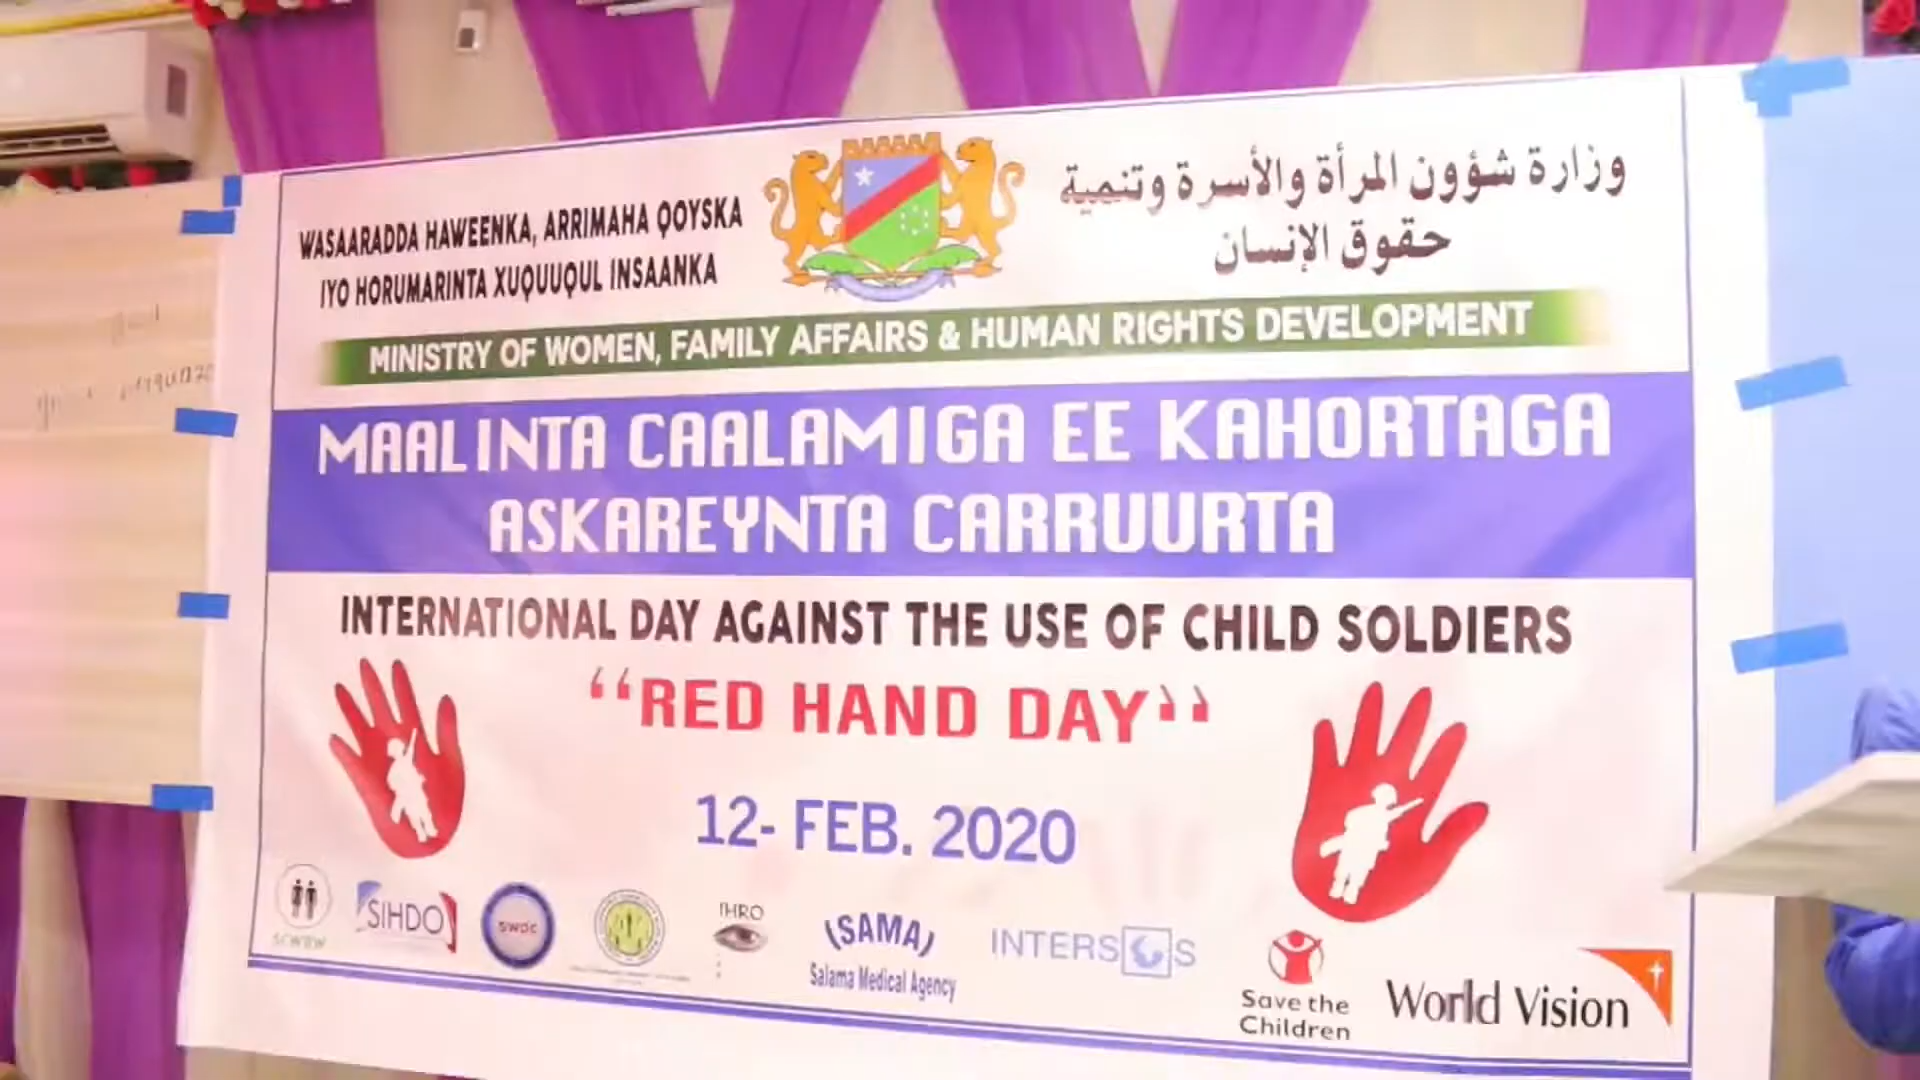 WASAARADDA HAWEENKA, ARRIMAHA QOYSKA
IYO HORUMARINTA XUQUUQUL INSAANKA
وزارة شؤون المرأة والأسرة وتنمية
حقوق الإنسان
MINISTRY OF WOMEN, FAMILY AFFAIRS & HUMAN RIGHTS DEVELOPMENT
MAALINTA CAALAMIGA EE KAHORTAGA
ASKAREYNTA CARRUURTA
INTERNATIONAL DAY AGAINST THE USE OF CHILD SOLDIERS
‘‘RED HAND DAY’’
12- FEB. 2020
SIHDO
SWDC
IHRO
(SAMA)
Salama Medical Agency
INTERSOS
Save the
Children
World Vision